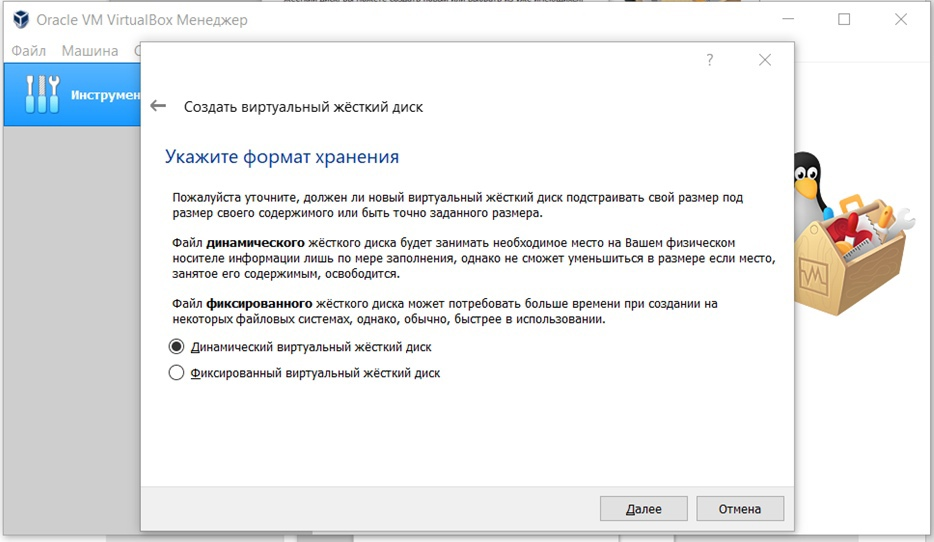 Oracle VM VirtualBox Менеджер
Файл Машина
?
Инструмен
Создать виртуальный жёсткий диск
Укажите формат хранения
Пожалуйста уточните, должен ли новый виртуальный жёсткий диск подстраивать свой размер под
размер своего содержимого или быть точно заданного размера.
Файл динамического жёсткого диска будет занимать необходимое место на Вашем физическом
носителе информации лишь по мере заполнения, однако не сможет уменьшиться в размере если место,
занятое его содержимым, освободится.
Файл фиксированного жёсткого диска может потребовать больше времени при создании на
некоторых файловых системах, однако, обычно, быстрее в использовании.
Динамический виртуальный жёсткий диск
Фиксированный виртуальный жёсткий диск
Далее Отмена